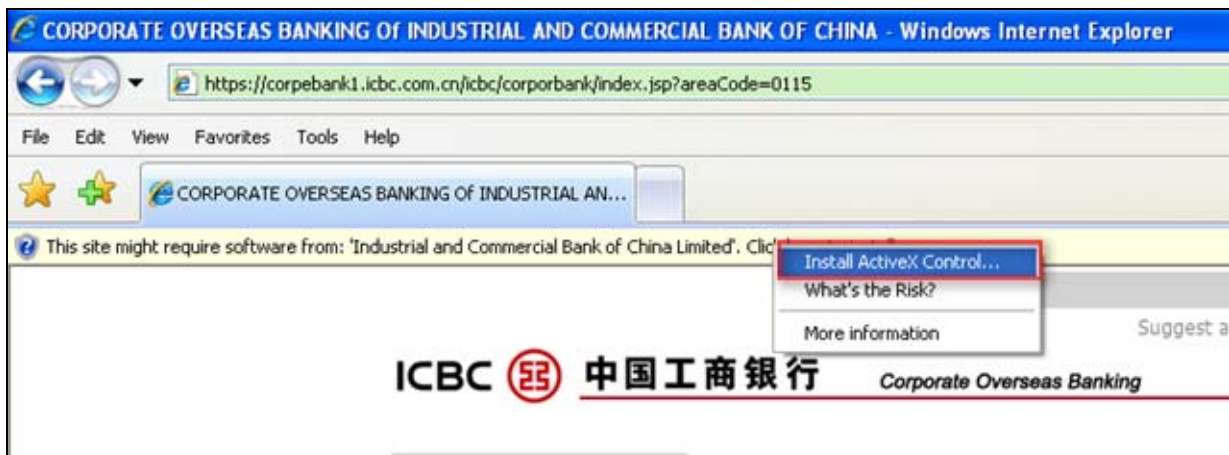 CORPORATE OVERSEAS BANKING Of INDUSTRIAL AND COMMERCIAL BANK OF CHINA - Windows Internet Explorer
https://corpebank1.icbc.com.cn/icbc/corporbank/index.jsp?areaCode=0115
File Edit View Favorites Tools Help
CORPORATE OVERSEAS BANKING Of INDUSTRIAL AN...
This site might require software from: 'Industrial and Commercial Bank of China Limited'.
Install ActiveX Control...
What's the Risk?
More information
Suggest
ICBC 中国工商银行 Corporate Overseas Banking